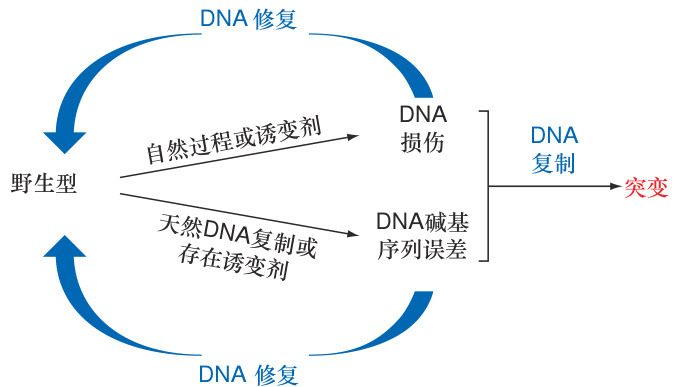 DNA 修复
自然过程或诱变剂
DNA
损伤
DNA
复制
野生型
突变
天然DNA复制或
存在诱变剂
DNA碱基
序列误差
DNA 修复